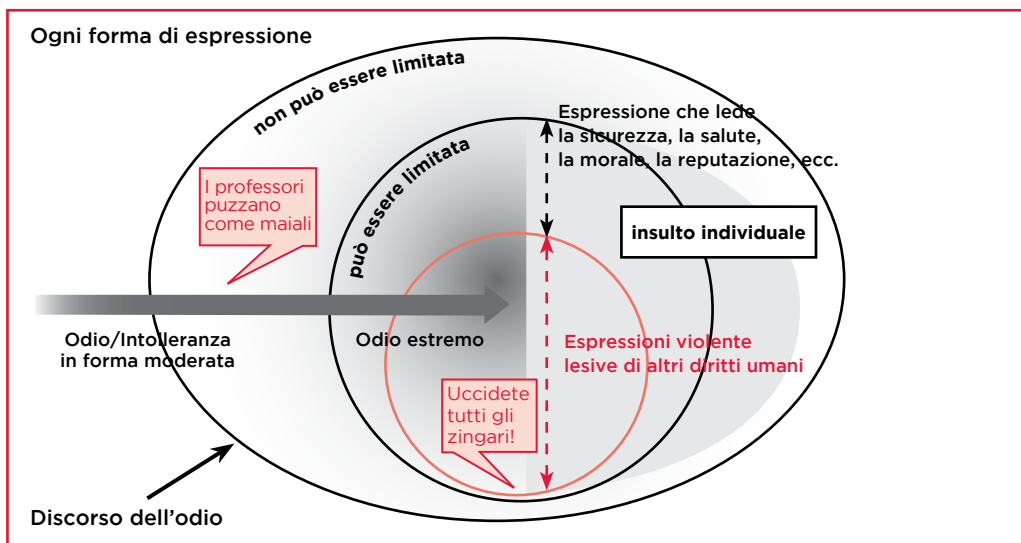 Ogni forma di espressione
non può essere limitata
può essere limitata
Espressione che lede
la sicurezza, la salute,
la morale, la reputazione, ecc.
I professori
puzzano
come maiali
insulto individuale
Odio/Intolleranza
in forma moderata
Odio estremo
Espressioni violente
lesive di altri diritti umani
Uccidete
tutti gli
zingari!
Discorso dell'odio